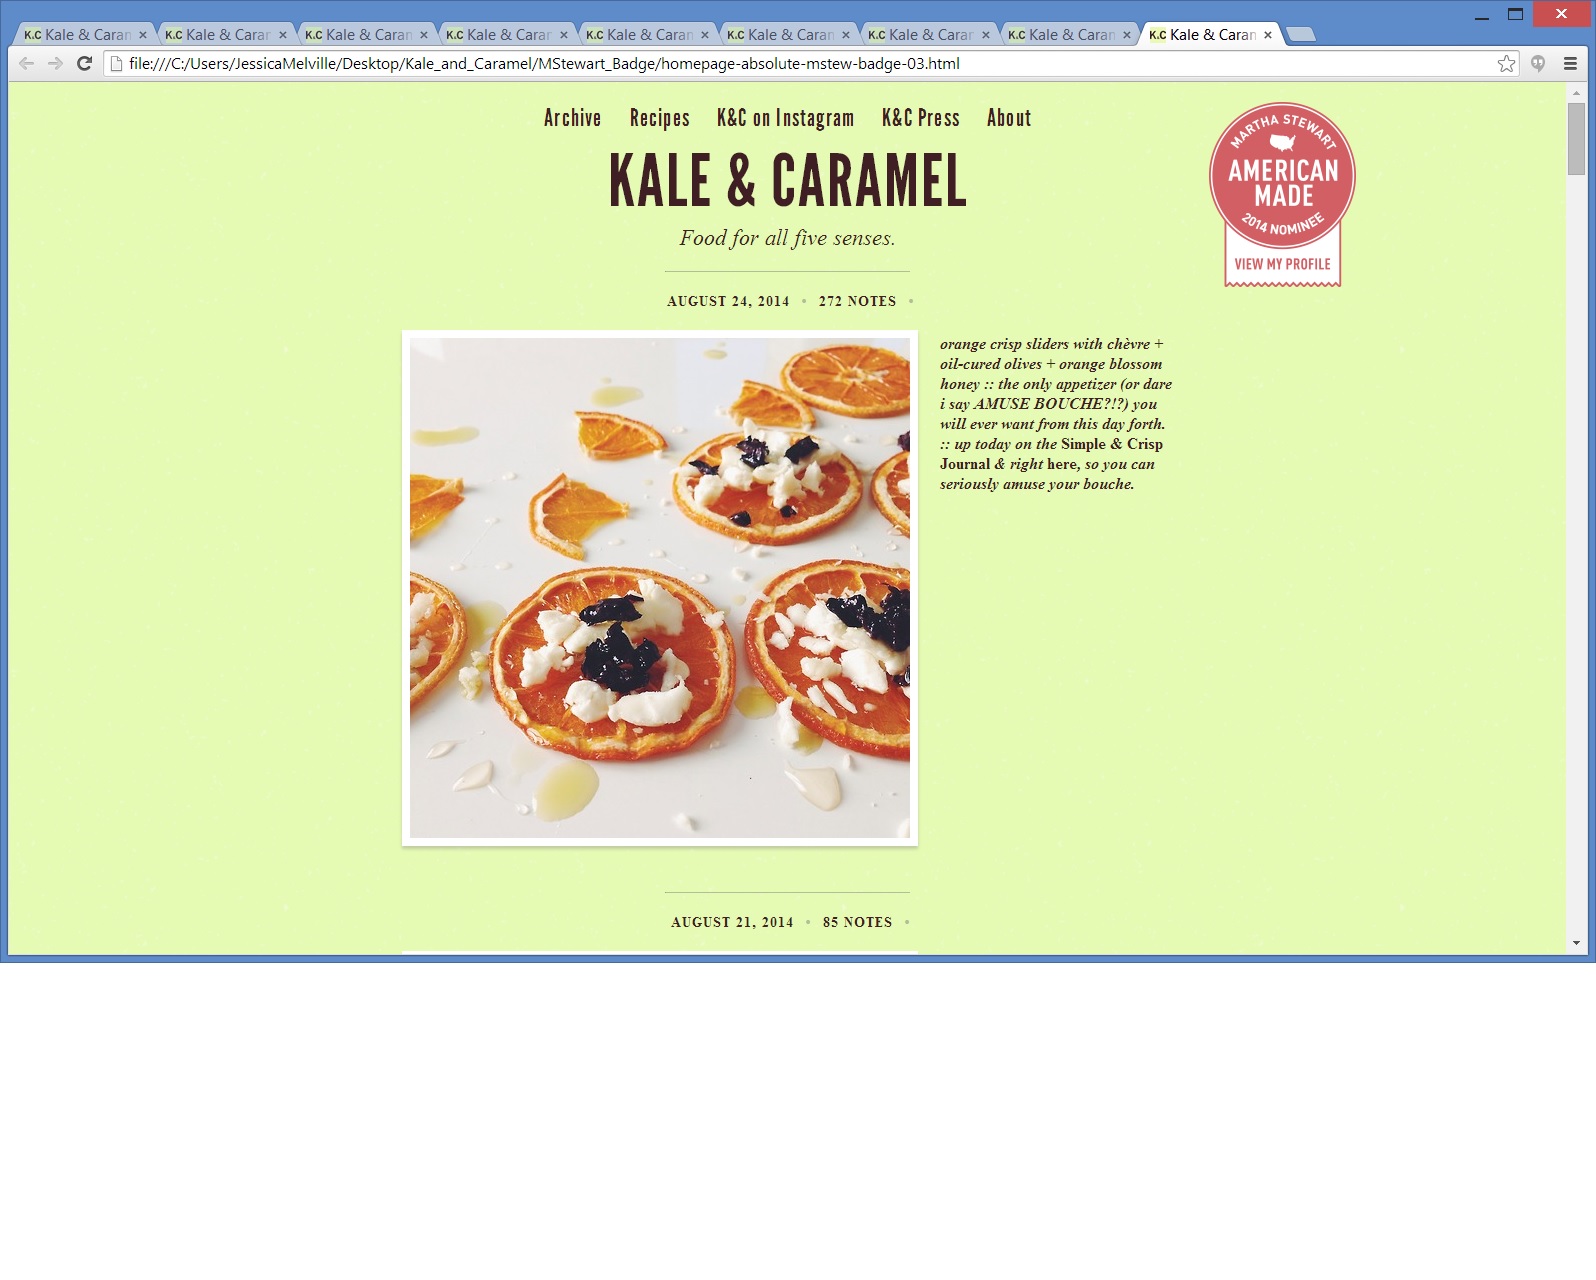 K.C Kale & Caran
K.C Kale & Caran
K.C Kale & Caran
K.C Kale & Caran
K.C Kale & Caran
K.C Kale & Caran
K.C Kale & Caran
K.C Kale & Caran
K.C Kale & Caran
file:///C:/Users/JessicaMelville/Desktop/Kale_and_Caramel/MStewart_Badge/homepage-absolute-mstew-badge-03.html
Archive Recipes K&C on Instagram K&C Press About
KALE & CARAMEL
Food for all five senses.
MARTHA STEWART
AMERICAN
MADE
2014 NOMINEE
VIEW MY PROFILE
AUGUST 24, 2014 • 272 NOTES •
orange crisp sliders with chèvre +
oil-cured olives + orange blossom
honey :: the only appetizer (or dare
i say AMUSE BOUCHE?!?) you
will ever want from this day forth.
:: up today on the Simple & Crisp
Journal & right here, so you can
seriously amuse your bouche.
AUGUST 21, 2014 • 85 NOTES •